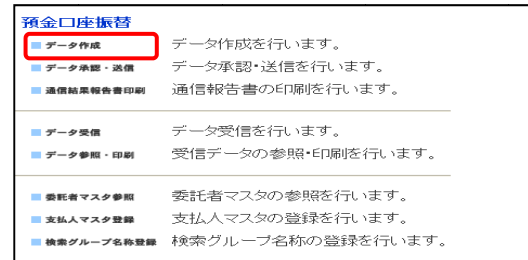 預金口座振替
データ作成 データ作成を行います。
データ承認・送信 データ承認・送信を行います。
通信結果報告書印刷 通信報告書の印刷を行います。
データ受信 データ受信を行います。
データ参照・印刷 受信データの参照・印刷を行います。
委託者マスタ参照 委託者マスタの参照を行います。
支払人マスタ登録 支払人マスタの登録を行います。
検索グループ名称登録 検索グループ名称の登録を行います。